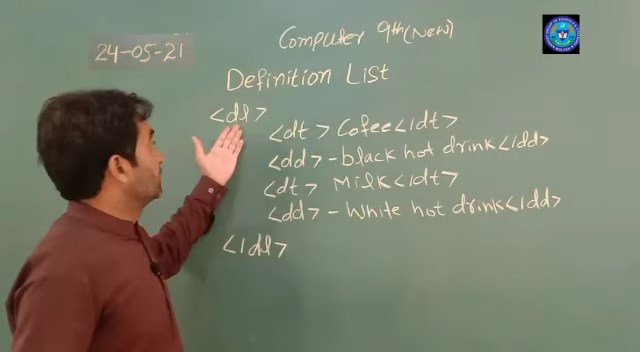 Computer 9th (New)
24-05-21
Definition List
<dl>
<dt> Cofee</dt>
<dd> - black hot drink</dd>
<dt> Milk</dt>
<dd> - White hot drink</dd>
</dl>